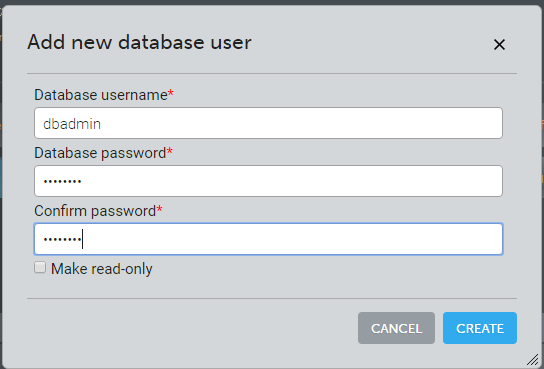 Add new database user
Database username*
dbadmin
Database password*
••••••••
Confirm password*
••••••••
Make read-only
CANCEL CREATE